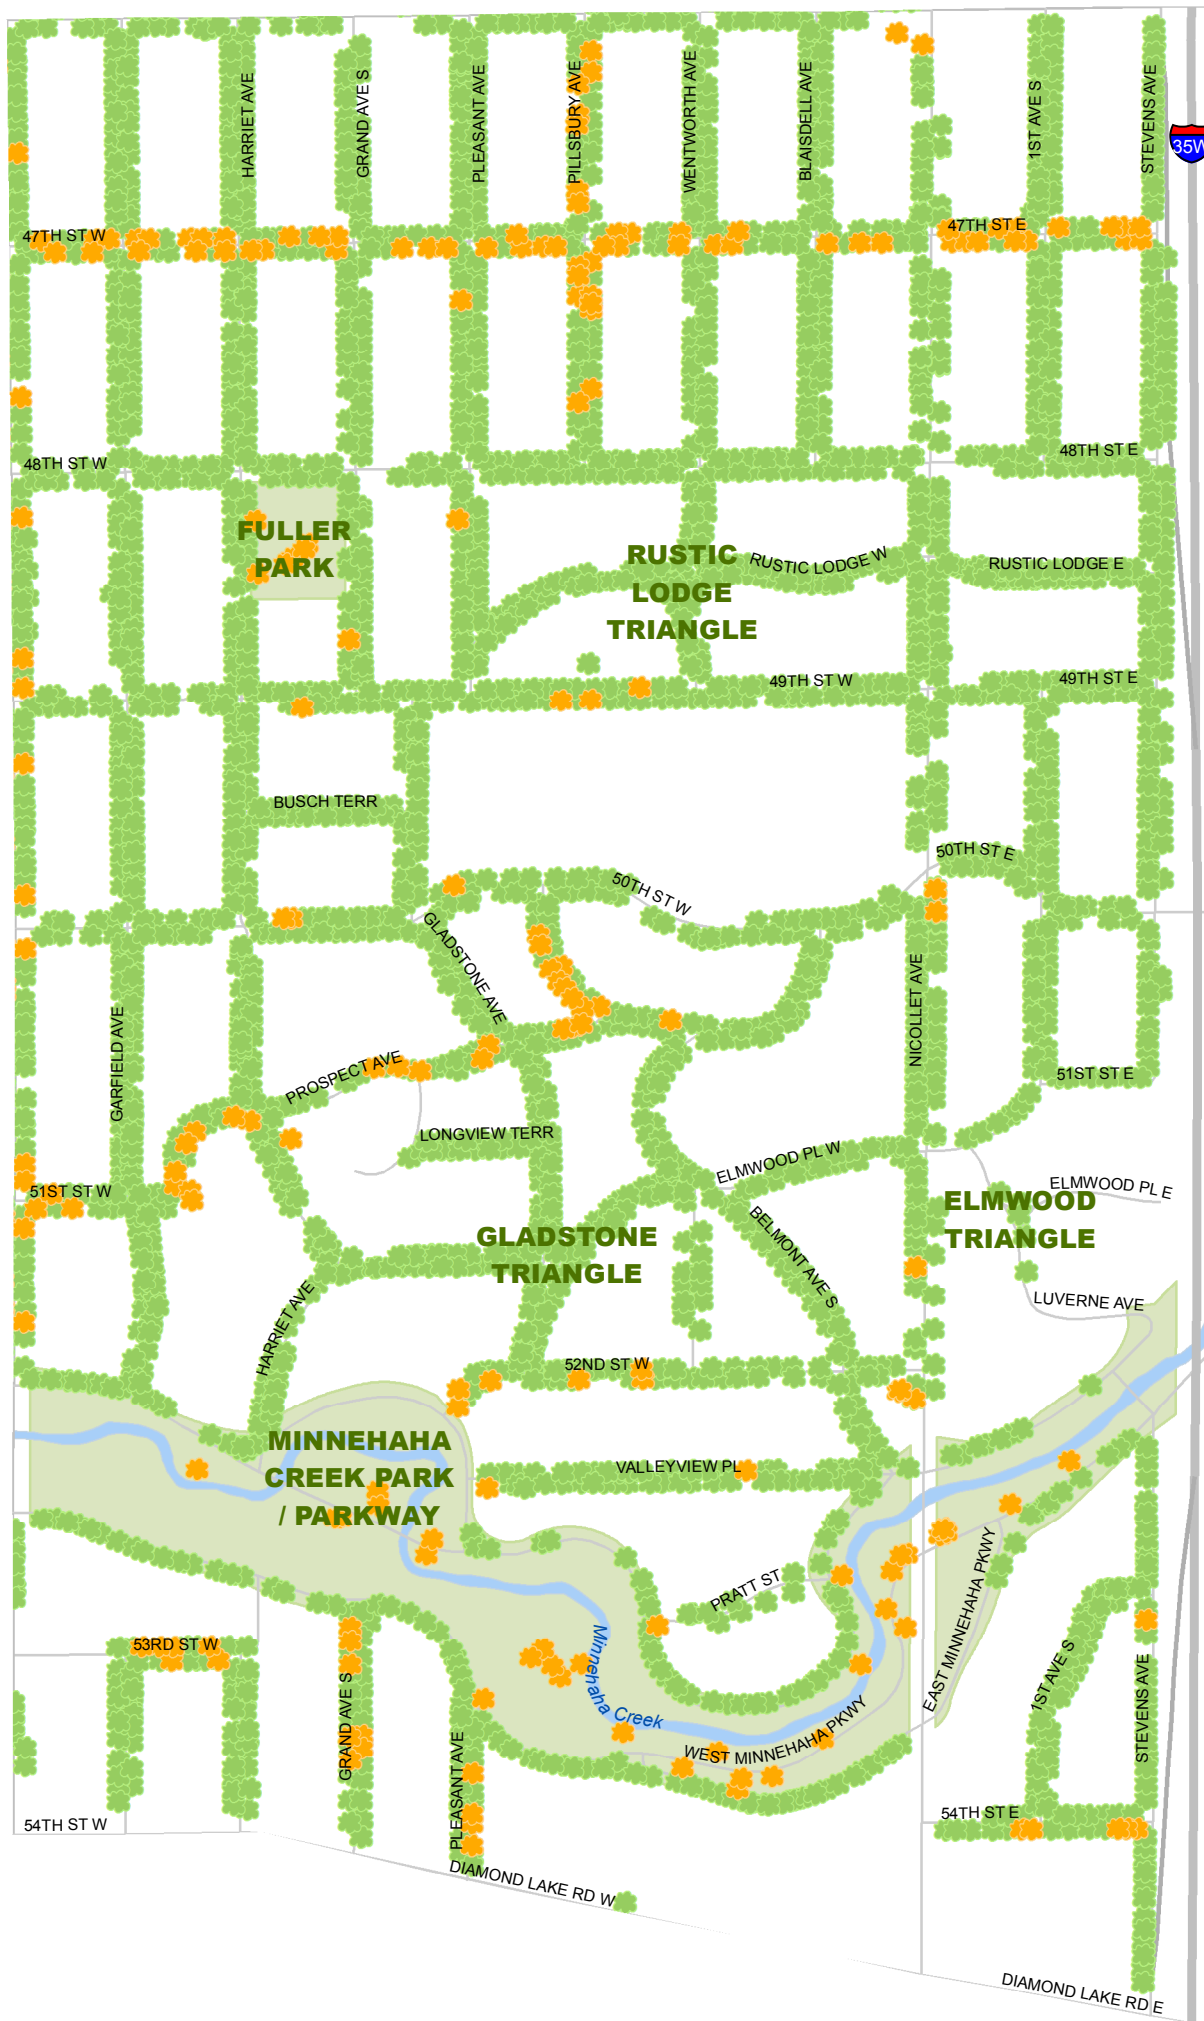 HARRIET AVE
GRAND AVE S
PLEASANT AVE
PILLSBURY AVE
WENTWORTH AVE
BLAISDELL AVE
1ST AVE S
STEVENS AVE
35W
47TH ST W
47TH ST E
48TH ST W
48TH ST E
FULLER
PARK
RUSTIC
LODGE
TRIANGLE
RUSTIC LODGE W
RUSTIC LODGE E
49TH ST W
49TH ST E
BUSCH TERR
50TH ST E
50TH ST W
GLADSTONE AVE
NICOLLET AVE
GARFIELD AVE
PROSPECT AVE
51ST ST E
LONGVIEW TERR
ELMWOOD PL W
51ST ST W
ELMWOOD PL E
ELMWOOD
TRIANGLE
GLADSTONE
TRIANGLE
BELMONT AVE S
HARRIET AVE
LUVERNE AVE
52ND ST W
MINNEHAHA
CREEK PARK
/ PARKWAY
VALLEYVIEW PL
PRATT ST
EAST MINNEHAHA PKWY
53RD ST W
Minnehaha Creek
GRAND AVE S
1ST AVE S
STEVENS AVE
WEST MINNEHAHA PKWY
PLEASANT AVE
54TH ST W
54TH ST E
DIAMOND LAKE RD W
DIAMOND LAKE RD E